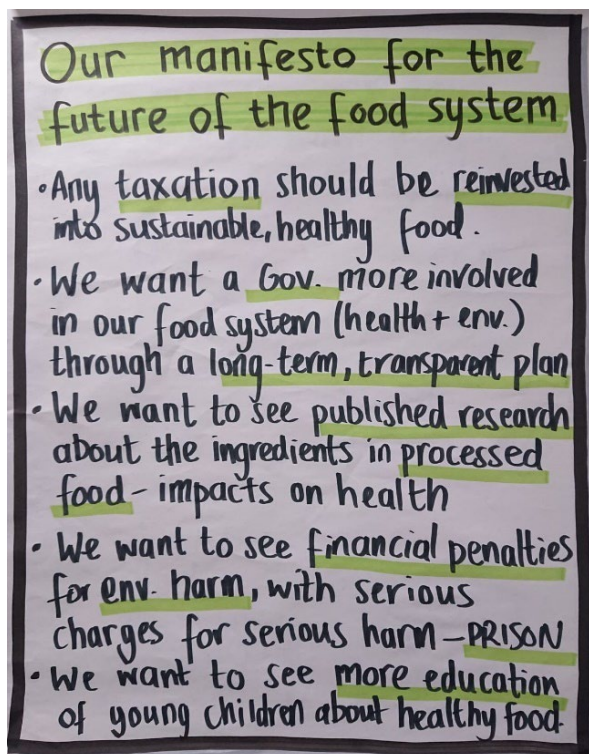 Our manifesto for the
future of the food system
•Any taxation should be reinvested
into sustainable, healthy food.
•We want a Gov. more involved
in our food system (health + env.)
through a long-term, transparent plan
•We want to see published research
about the ingredients in processed
food - impacts on health
•We want to see financial penalties
for env. harm, with serious
charges for serious harm - PRISON
•We want to see more education
of young children about healthy food